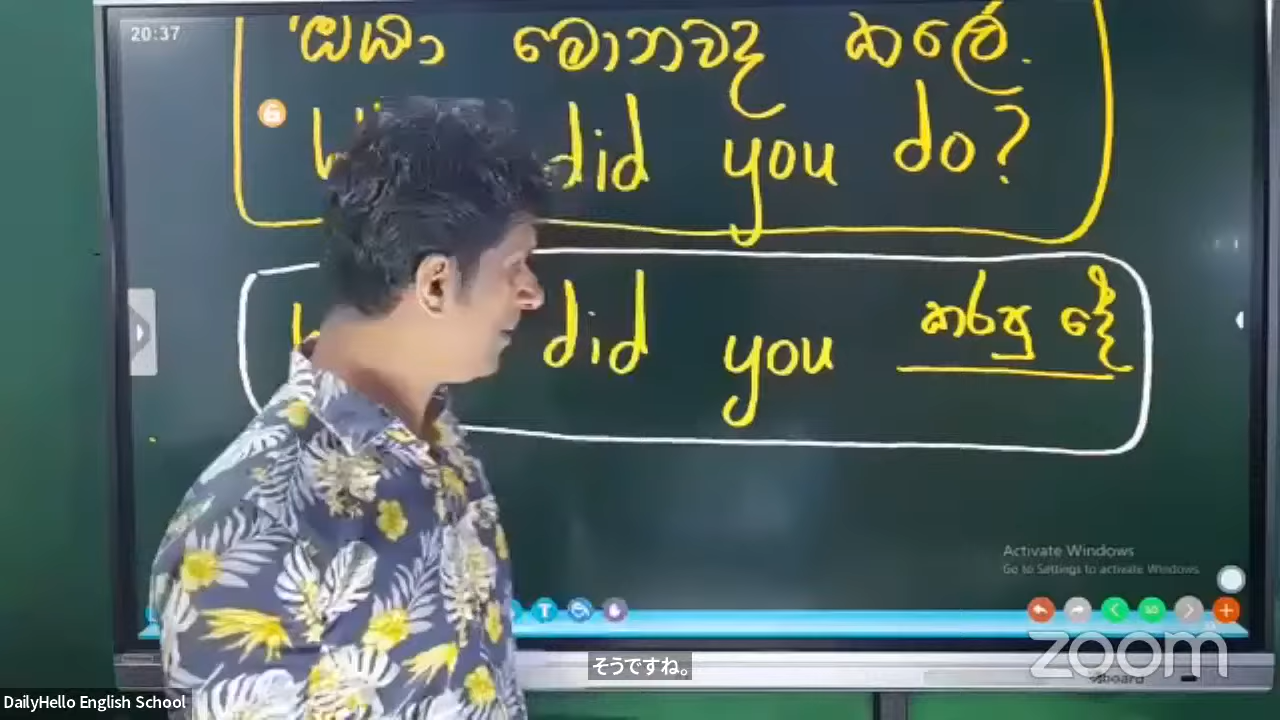 20:37
ඔයා මොනවද කලේ.
did you do?
did you කරපු දේ
Activate Windows
Go to Settings to activate Windows.
zoom
そうですね。
DailyHello English School